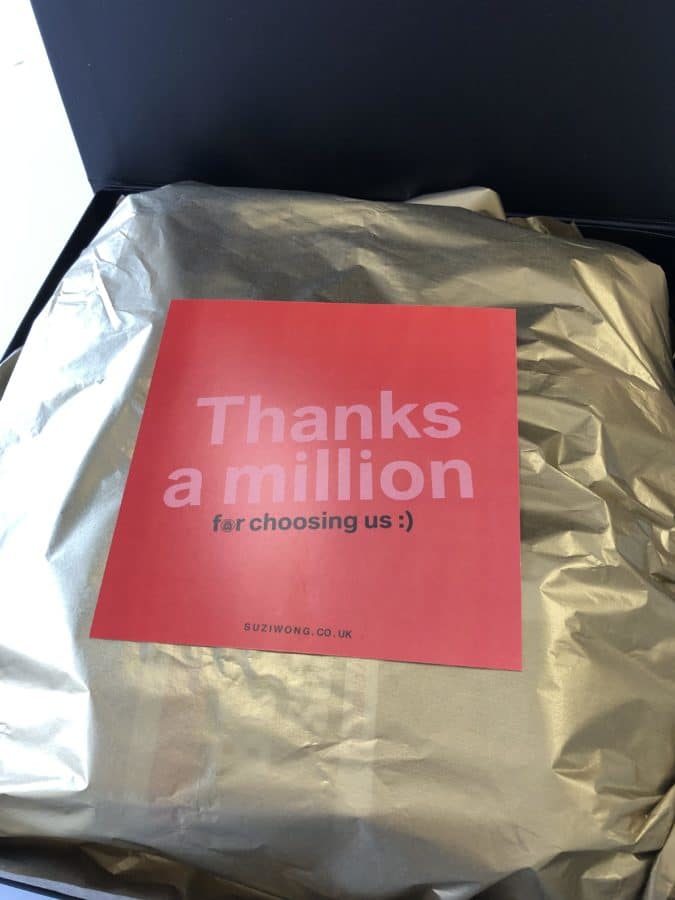 Thanks
a million
f@r choosing us :)
SUZIWONG.CO.UK